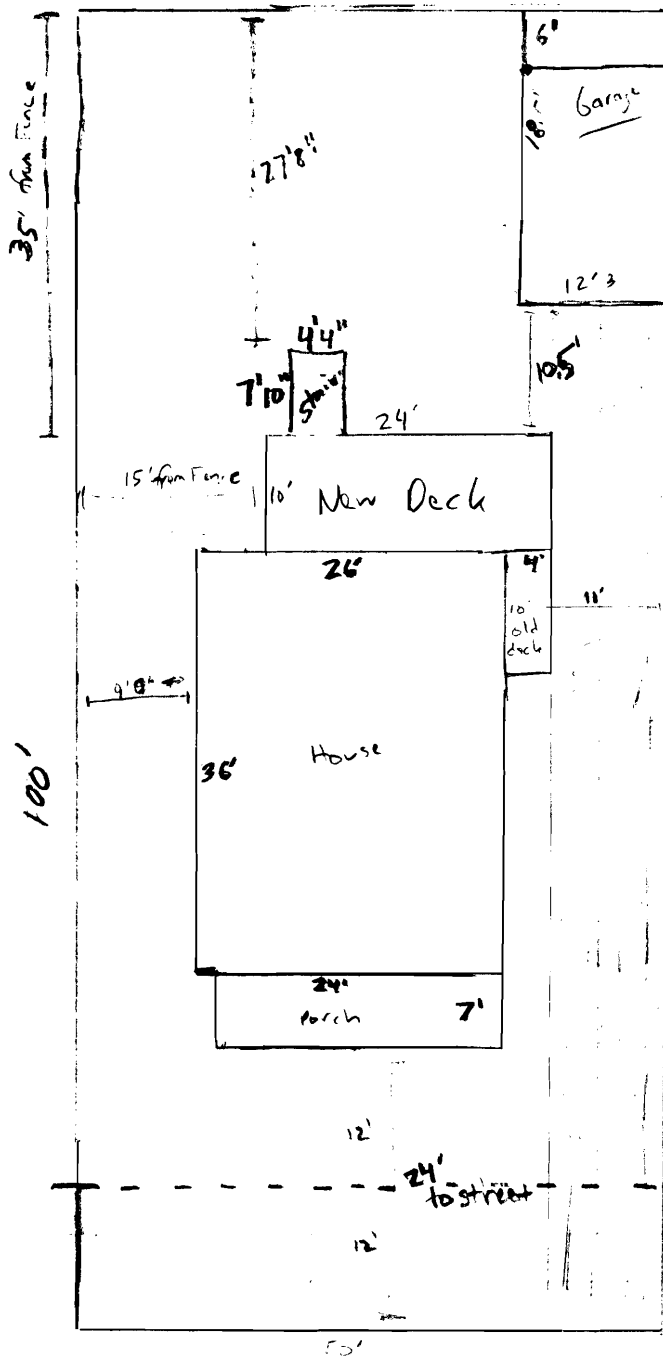 6'
Garage
18'
35' from Fence
27'8"
12'3
4'4"
10.5'
7'10"
Stairs
24'
15' from Fence
10'
New Deck
26'
4'
11'
10'
old
deck
House
36'
100'
24'
Porch
7'
12'
24'
to street
12'
50'